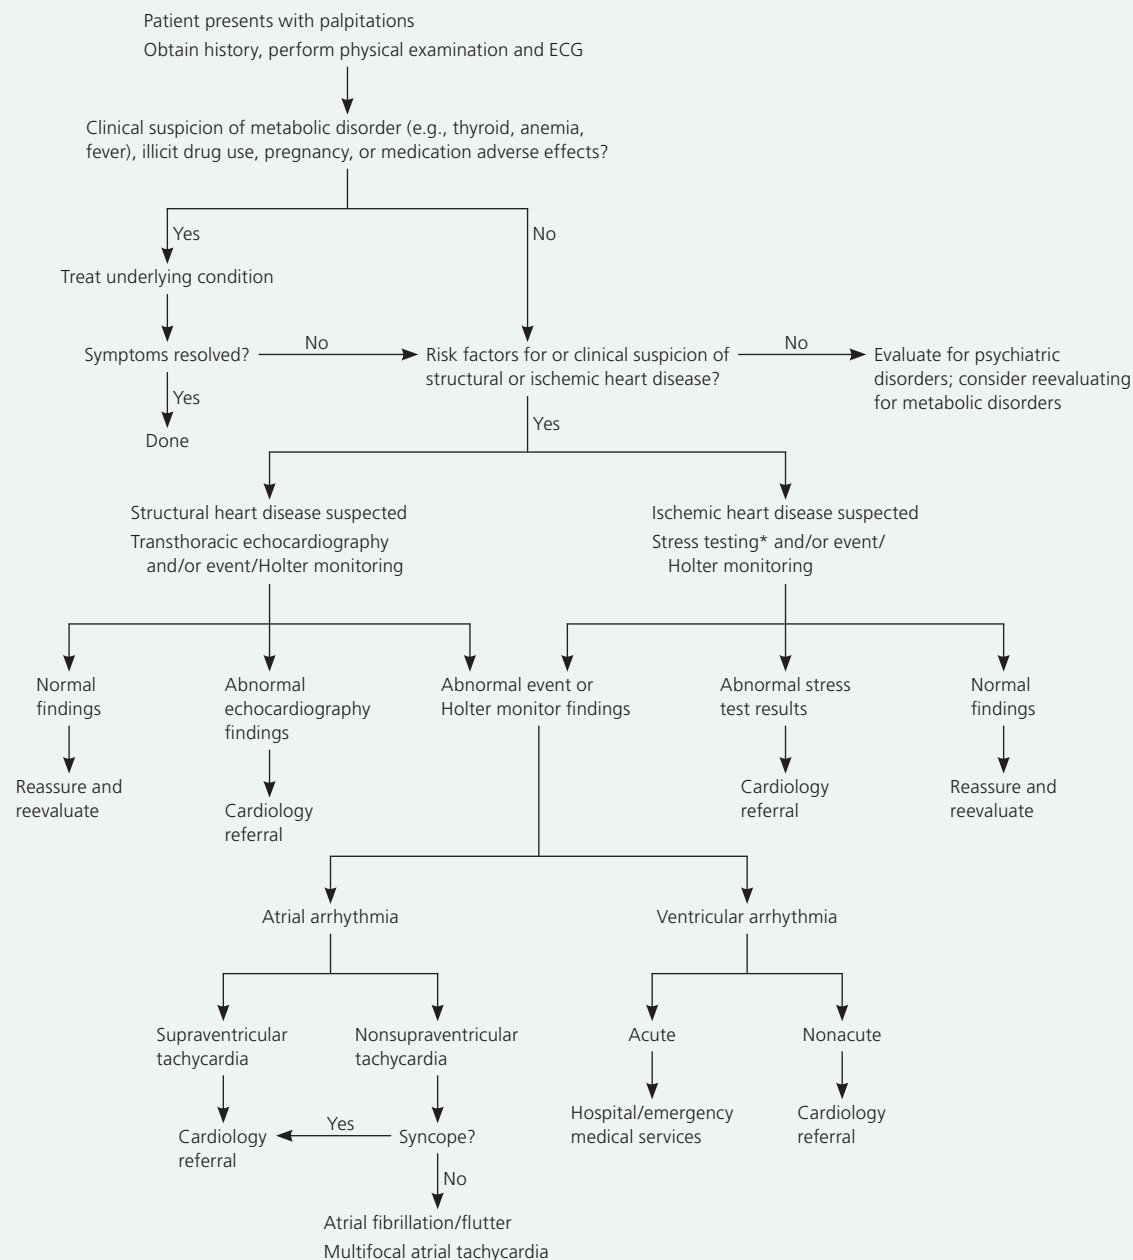 Patient presents with palpitations
Obtain history, perform physical examination and ECG
Clinical suspicion of metabolic disorder (e.g., thyroid, anemia,
fever), illicit drug use, pregnancy, or medication adverse effects?
Yes
No
Treat underlying condition
Symptoms resolved?
No
Risk factors for or clinical suspicion of
structural or ischemic heart disease?
No
Evaluate for psychiatric
disorders; consider reevaluating
for metabolic disorders
Yes
Done
Yes
Structural heart disease suspected
Transthoracic echocardiography
and/or event/Holter monitoring
Ischemic heart disease suspected
Stress testing* and/or event/
Holter monitoring
Normal
findings
Abnormal
echocardiography
findings
Abnormal event or
Holter monitor findings
Abnormal stress
test results
Normal
findings
Reassure and
reevaluate
Cardiology
referral
Cardiology
referral
Reassure and
reevaluate
Atrial arrhythmia
Ventricular arrhythmia
Supraventricular
tachycardia
Nonsupraventricular
tachycardia
Acute
Nonacute
Cardiology
referral
Yes
Syncope?
Hospital/emergency
medical services
Cardiology
referral
No
Atrial fibrillation/flutter
Multifocal atrial tachycardia